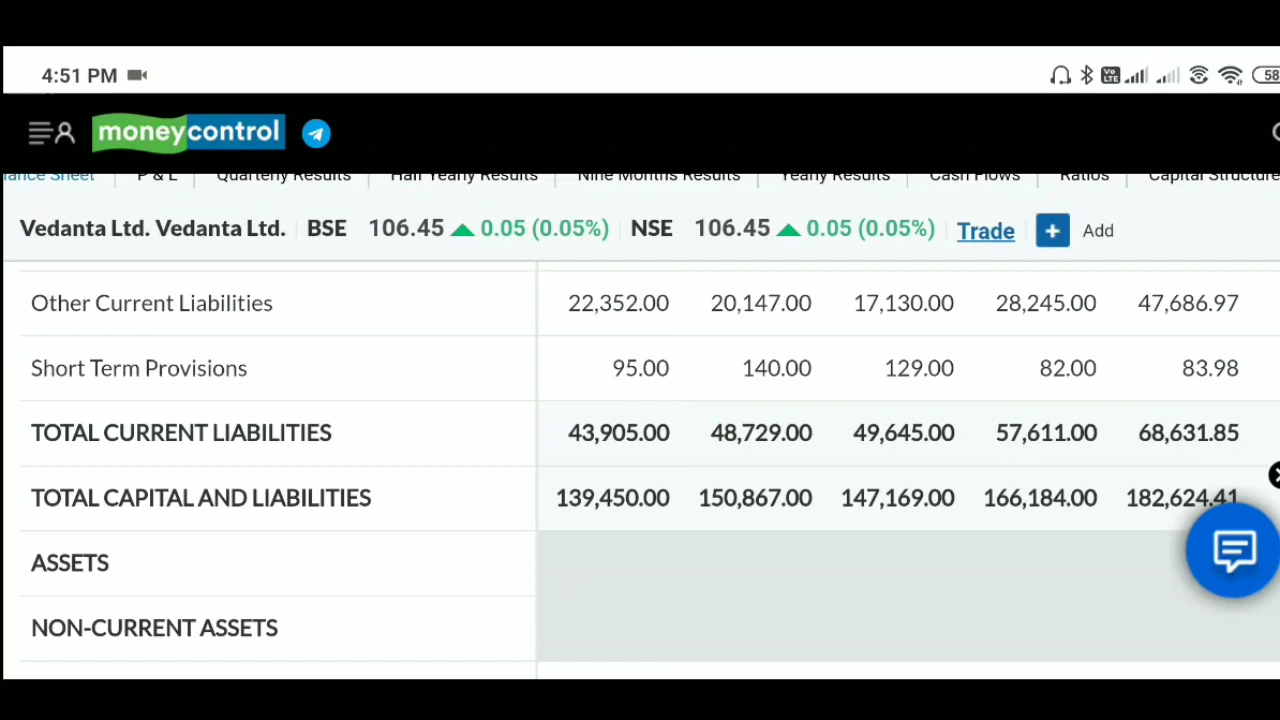 4:51 PM VoLTE 58
moneycontrol
Balance Sheet P & L Quarterly Results Half Yearly Results Nine Months Results Yearly Results Cash Flows Ratios Capital Structure
Vedanta Ltd. Vedanta Ltd. BSE 106.45 0.05 (0.05%) NSE 106.45 0.05 (0.05%) Trade + Add
Other Current Liabilities 22,352.00 20,147.00 17,130.00 28,245.00 47,686.97
Short Term Provisions 95.00 140.00 129.00 82.00 83.98
TOTAL CURRENT LIABILITIES 43,905.00 48,729.00 49,645.00 57,611.00 68,631.85
TOTAL CAPITAL AND LIABILITIES 139,450.00 150,867.00 147,169.00 166,184.00 182,624.41
ASSETS
NON-CURRENT ASSETS